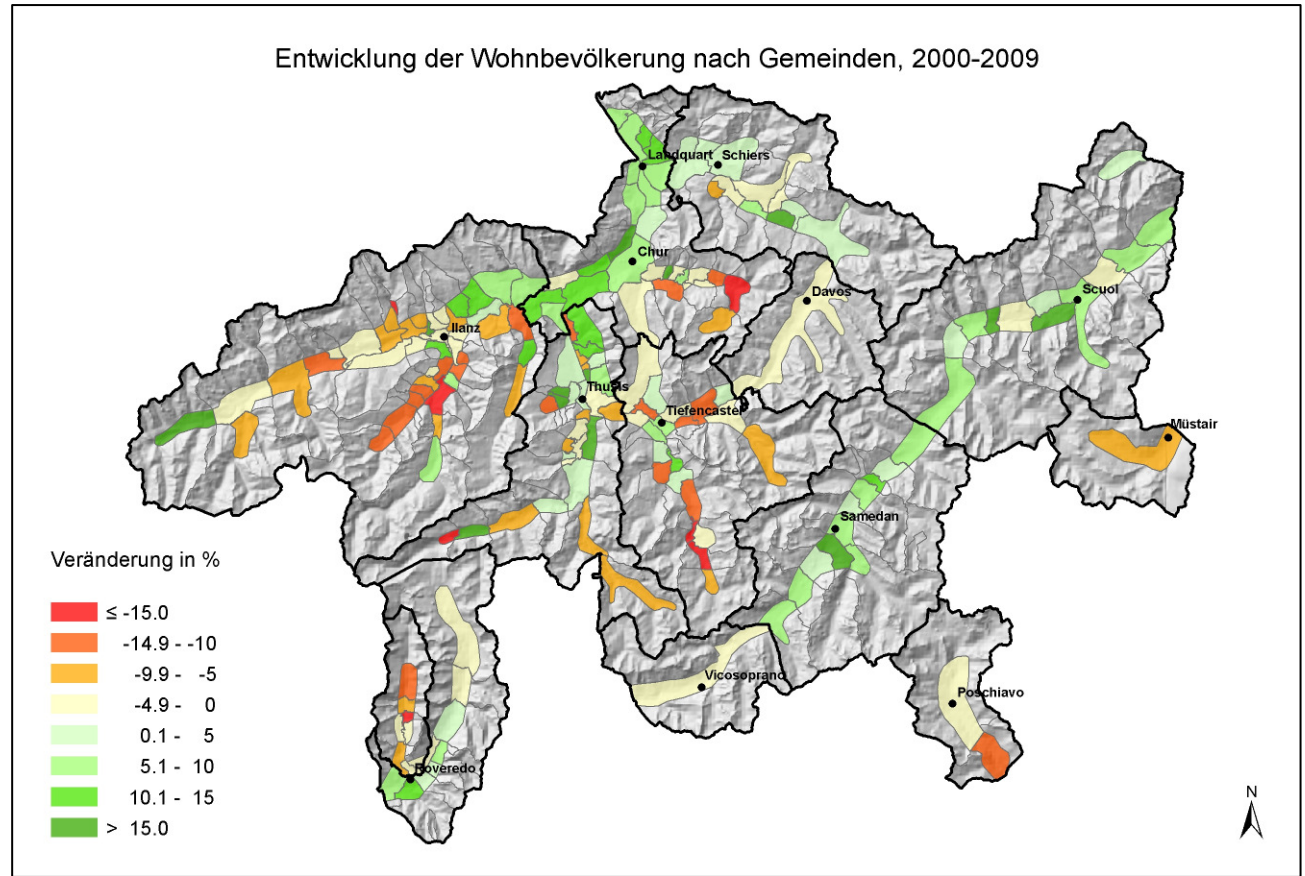 Entwicklung der Wohnbevölkerung nach Gemeinden, 2000-2009
Landquart
Schiers
Chur
Davos
Scuol
Ilanz
Thusis
Tiefencastel
Müstair
Samedan
Vicosoprano
Poschiavo
Roveredo
Veränderung in %
≤ -15.0
-14.9 - -10
-9.9 - -5
-4.9 - 0
0.1 - 5
5.1 - 10
10.1 - 15
> 15.0
N